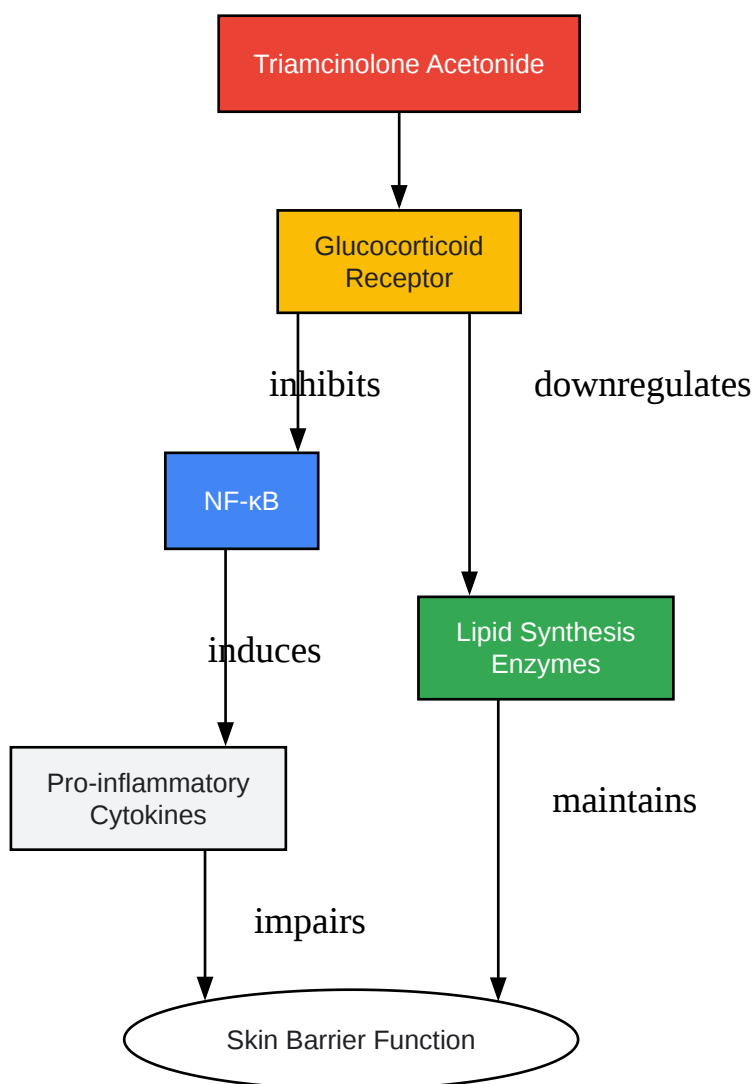 Triamcinolone Acetonide
Glucocorticoid
Receptor
inhibits
downregulates
NF-κB
Lipid Synthesis
Enzymes
induces
Pro-inflammatory
Cytokines
maintains
impairs
Skin Barrier Function